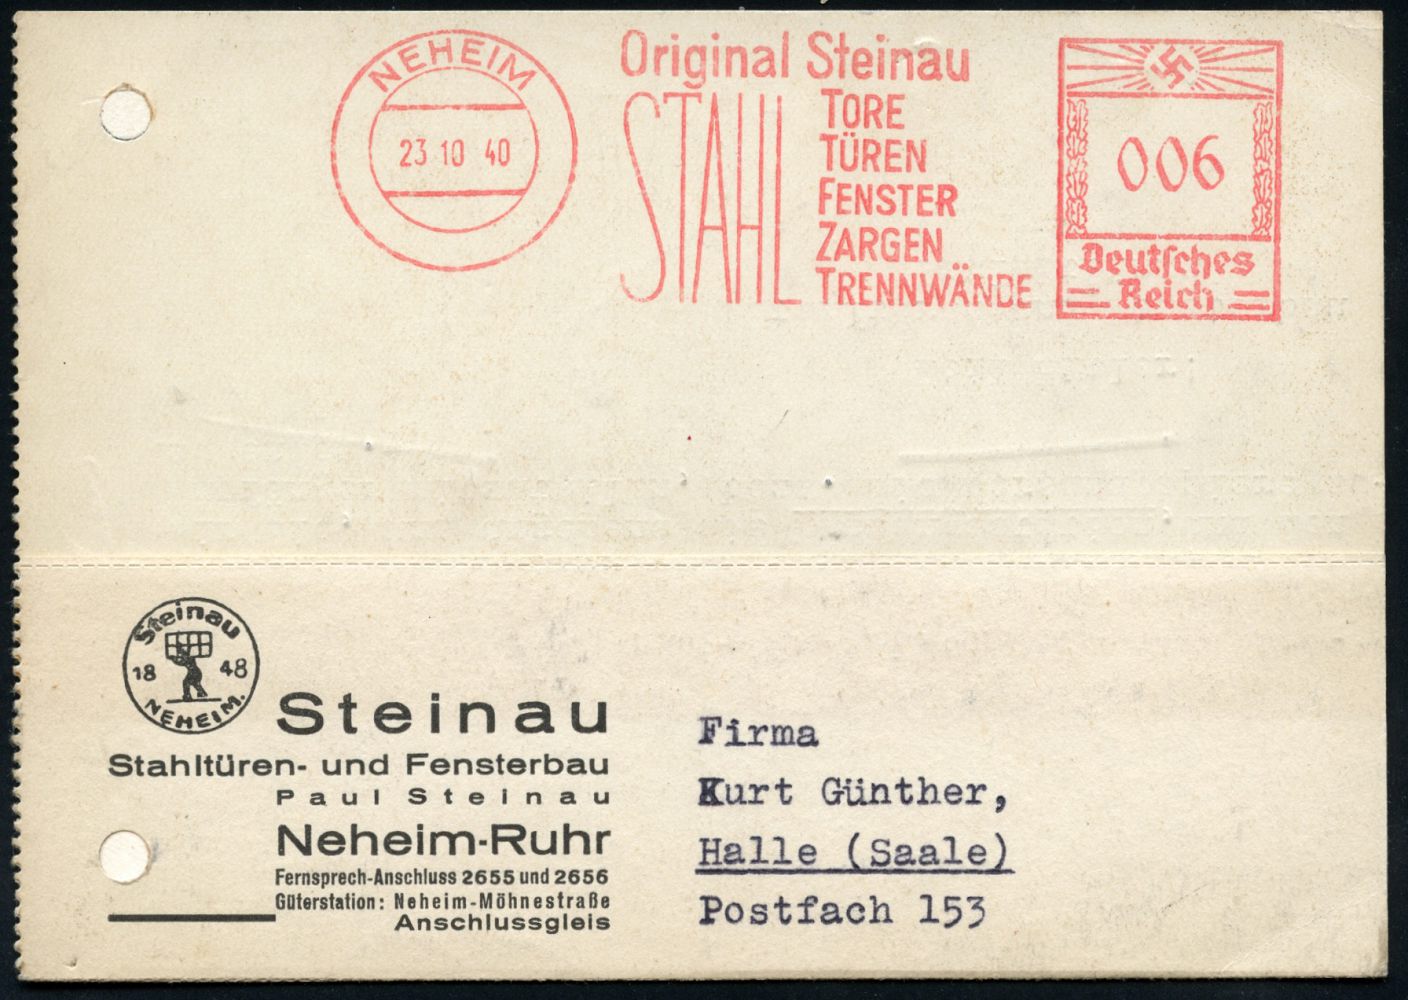 NEHEIM
23 10 40
Original Steinau
STAHL
TORE
TÜREN
FENSTER
ZARGEN
TRENNWÄNDE
006
Deutsches
Reich
Steinau
18 48
NEHEIM.
Steinau
Stahltüren- und Fensterbau
Paul Steinau
Neheim-Ruhr
Fernsprech-Anschluss 2655 und 2656
Güterstation: Neheim-Möhnestraße
Anschlussgleis
Firma
Kurt Günther,
Halle (Saale)
Postfach 153